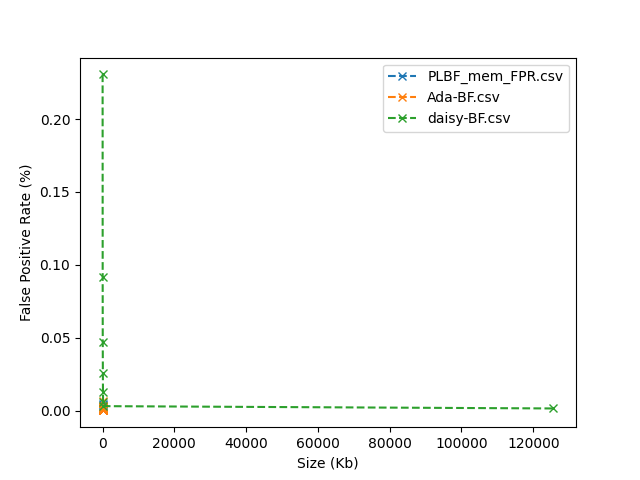 PLBF_mem_FPR.csv
Ada-BF.csv
daisy-BF.csv
False Positive Rate (%)
0.20
0.15
0.10
0.05
0.00
0 20000 40000 60000 80000 100000 120000
Size (Kb)